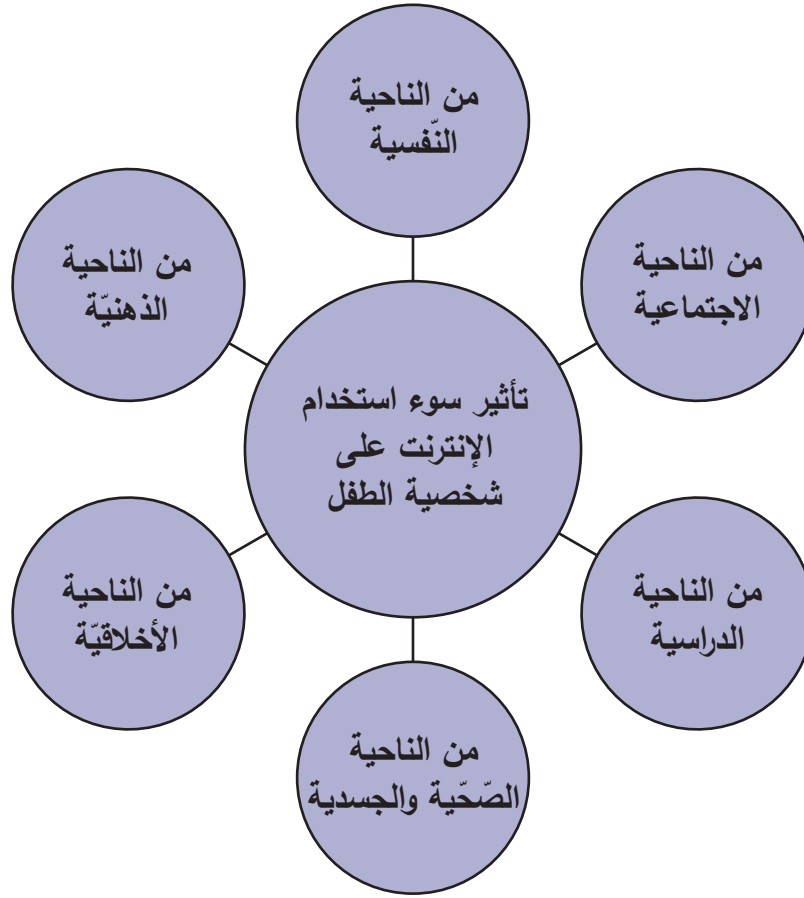 من الناحية
النّفسية
من الناحية
الاجتماعية
من الناحية
الذهنيّة
تأثير سوء استخدام
الإنترنت على
شخصية الطفل
من الناحية
الدراسية
من الناحية
الأخلاقيّة
من الناحية
الصّحّية والجسدية